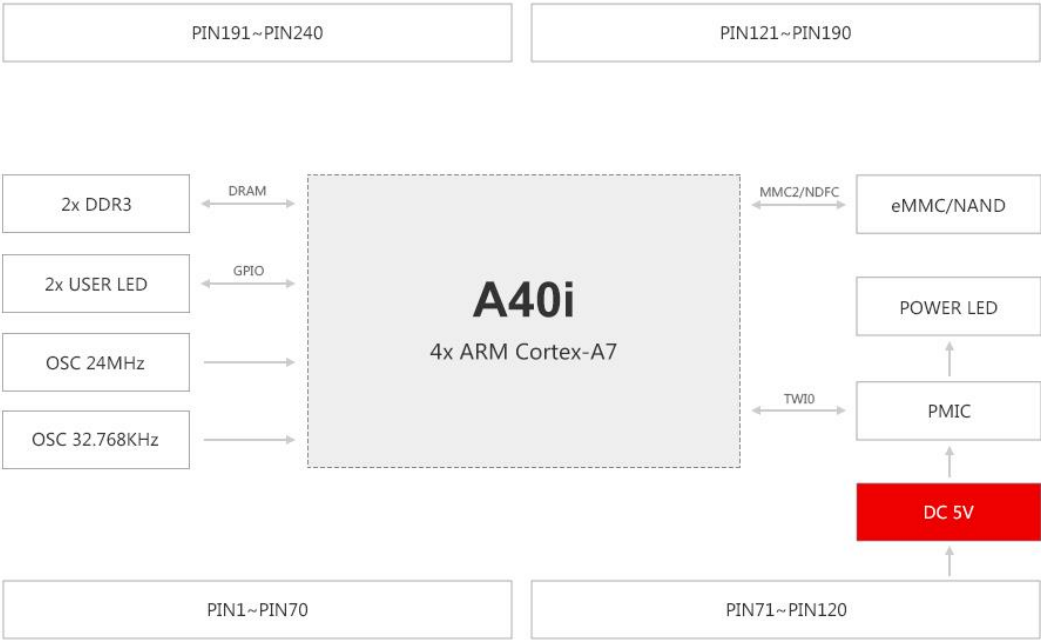 PIN191~PIN240
PIN121~PIN190
2x DDR3
DRAM
MMC2/NDFC
eMMC/NAND
2x USER LED
GPIO
A40i
4x ARM Cortex-A7
POWER LED
OSC 24MHz
TWI0
PMIC
OSC 32.768KHz
DC 5V
PIN1~PIN70
PIN71~PIN120